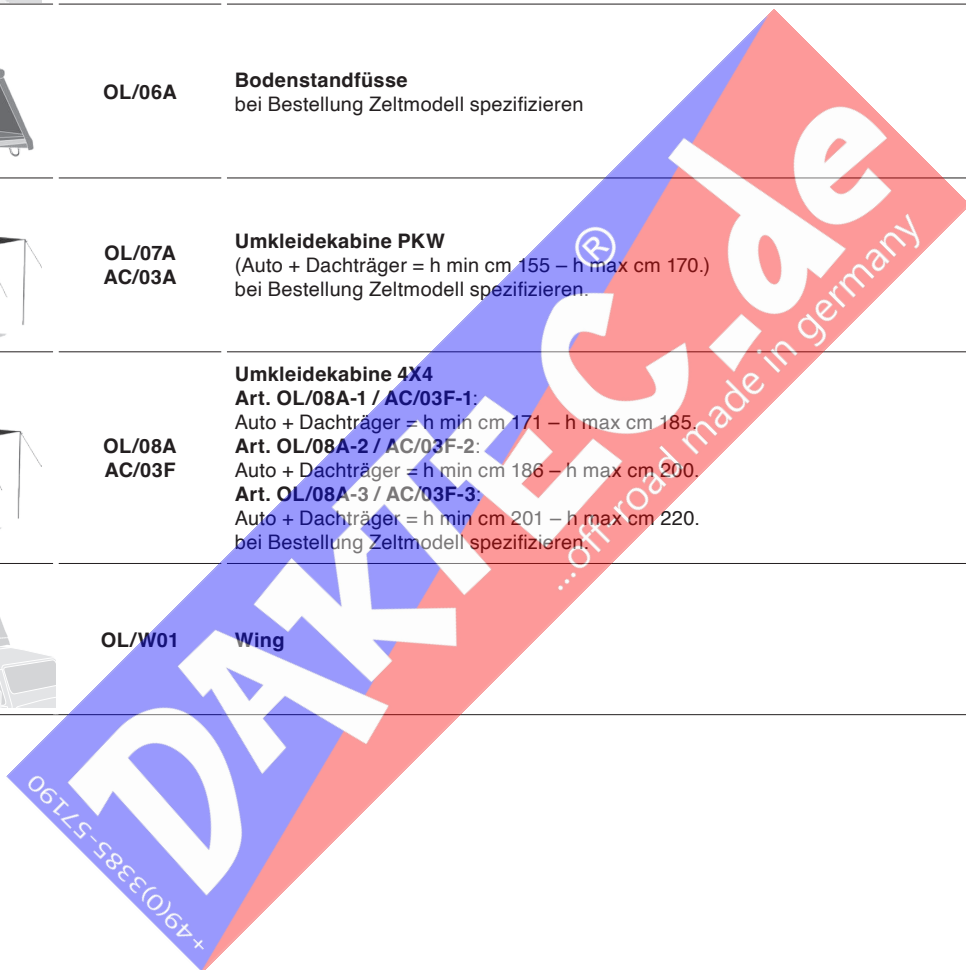 OL/06A
Bodenstandfüsse
bei Bestellung Zeltmodell spezifizieren
OL/07A
AC/03A
Umkleidekabine PKW
(Auto + Dachträger = h min cm 155 – h max cm 170.)
bei Bestellung Zeltmodell spezifizieren.
OL/08A
AC/03F
Umkleidekabine 4X4
Art. OL/08A-1 / AC/03F-1:
Auto + Dachträger = h min cm 171 – h max cm 185.
Art. OL/08A-2 / AC/03F-2:
Auto + Dachträger = h min cm 186 – h max cm 200.
Art. OL/08A-3 / AC/03F-3:
Auto + Dachträger = h min cm 201 – h max cm 220.
bei Bestellung Zeltmodell spezifizieren.
OL/W01
Wing
DAKTEC.de
®
...off-road made in germany
+49(0)3385-57190